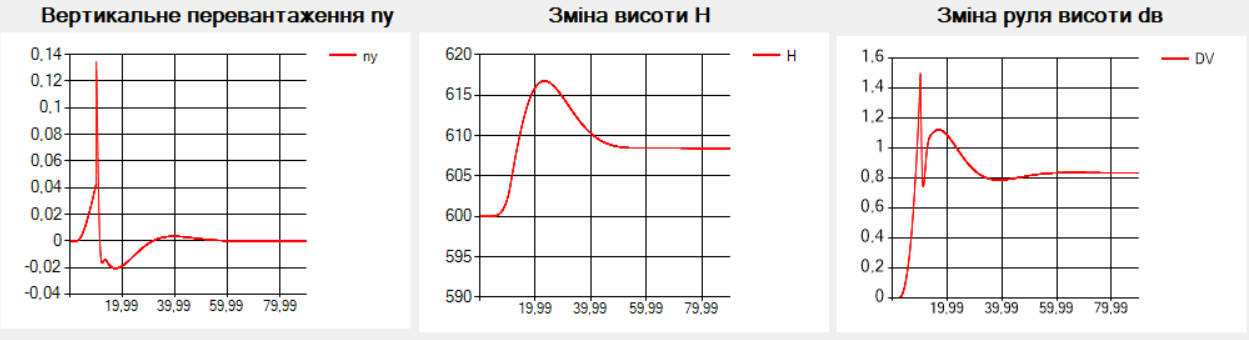 Вертикальне перевантаження ny
0,14
0,12
0,1
0,08
0,06
0,04
0,02
0
-0,02
-0,04
19,99 39,99 59,99 79,99
ny
Зміна висоти H
620
615
610
605
600
595
590
19,99 39,99 59,99 79,99
H
Зміна руля висоти dв
1,6
1,4
1,2
1
0,8
0,6
0,4
0,2
0
19,99 39,99 59,99 79,99
DV